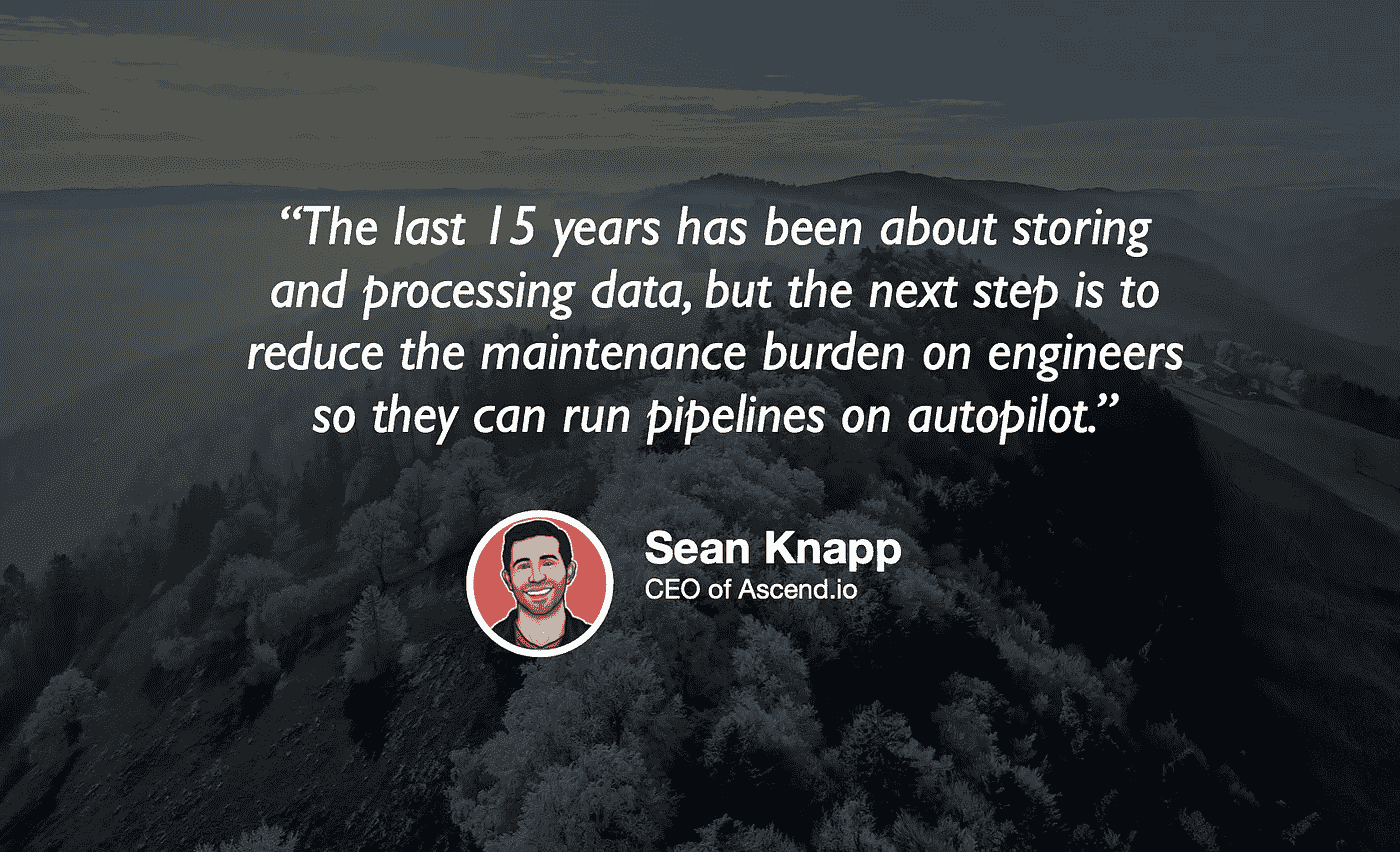 “The last 15 years has been about storing
and processing data, but the next step is to
reduce the maintenance burden on engineers
so they can run pipelines on autopilot.”
Sean Knapp
CEO of Ascend.io